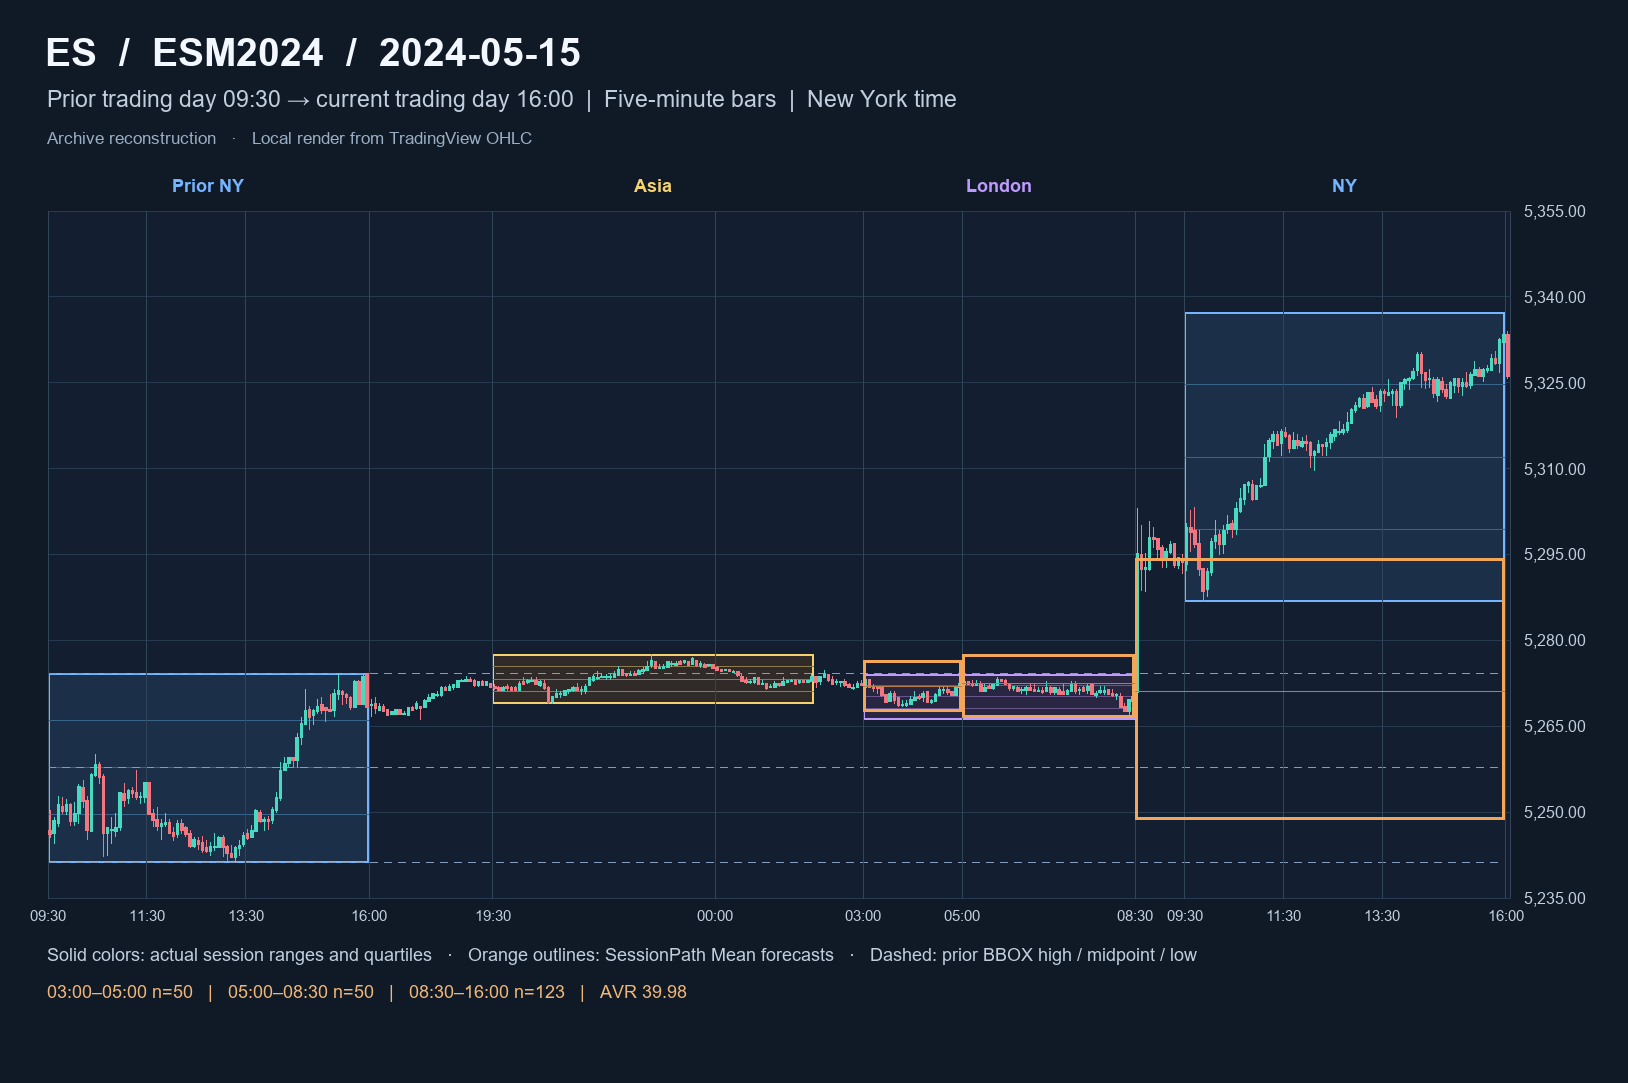 ES / ESM2024 / 2024-05-15
Prior trading day 09:30 → current trading day 16:00 | Five-minute bars | New York time
Archive reconstruction · Local render from TradingView OHLC
Prior NY Asia London NY
5,355.00
5,340.00
5,325.00
5,310.00
5,295.00
5,280.00
5,265.00
5,250.00
5,235.00
09:30 11:30 13:30 16:00 19:30 00:00 03:00 05:00 08:30 09:30 11:30 13:30 16:00
Solid colors: actual session ranges and quartiles · Orange outlines: SessionPath Mean forecasts · Dashed: prior BBOX high / midpoint / low
03:00–05:00 n=50 | 05:00–08:30 n=50 | 08:30–16:00 n=123 | AVR 39.98